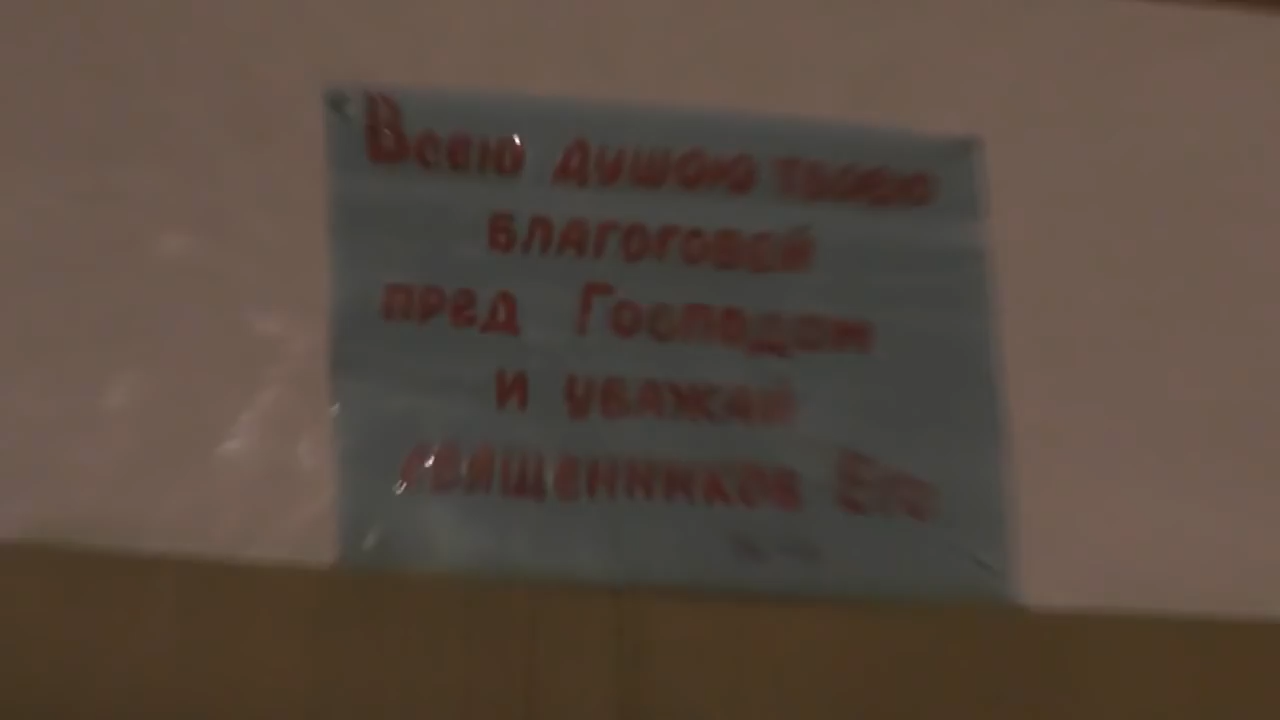 Всею душою твоею
благоговей
пред Господом
и уважай
священников Его